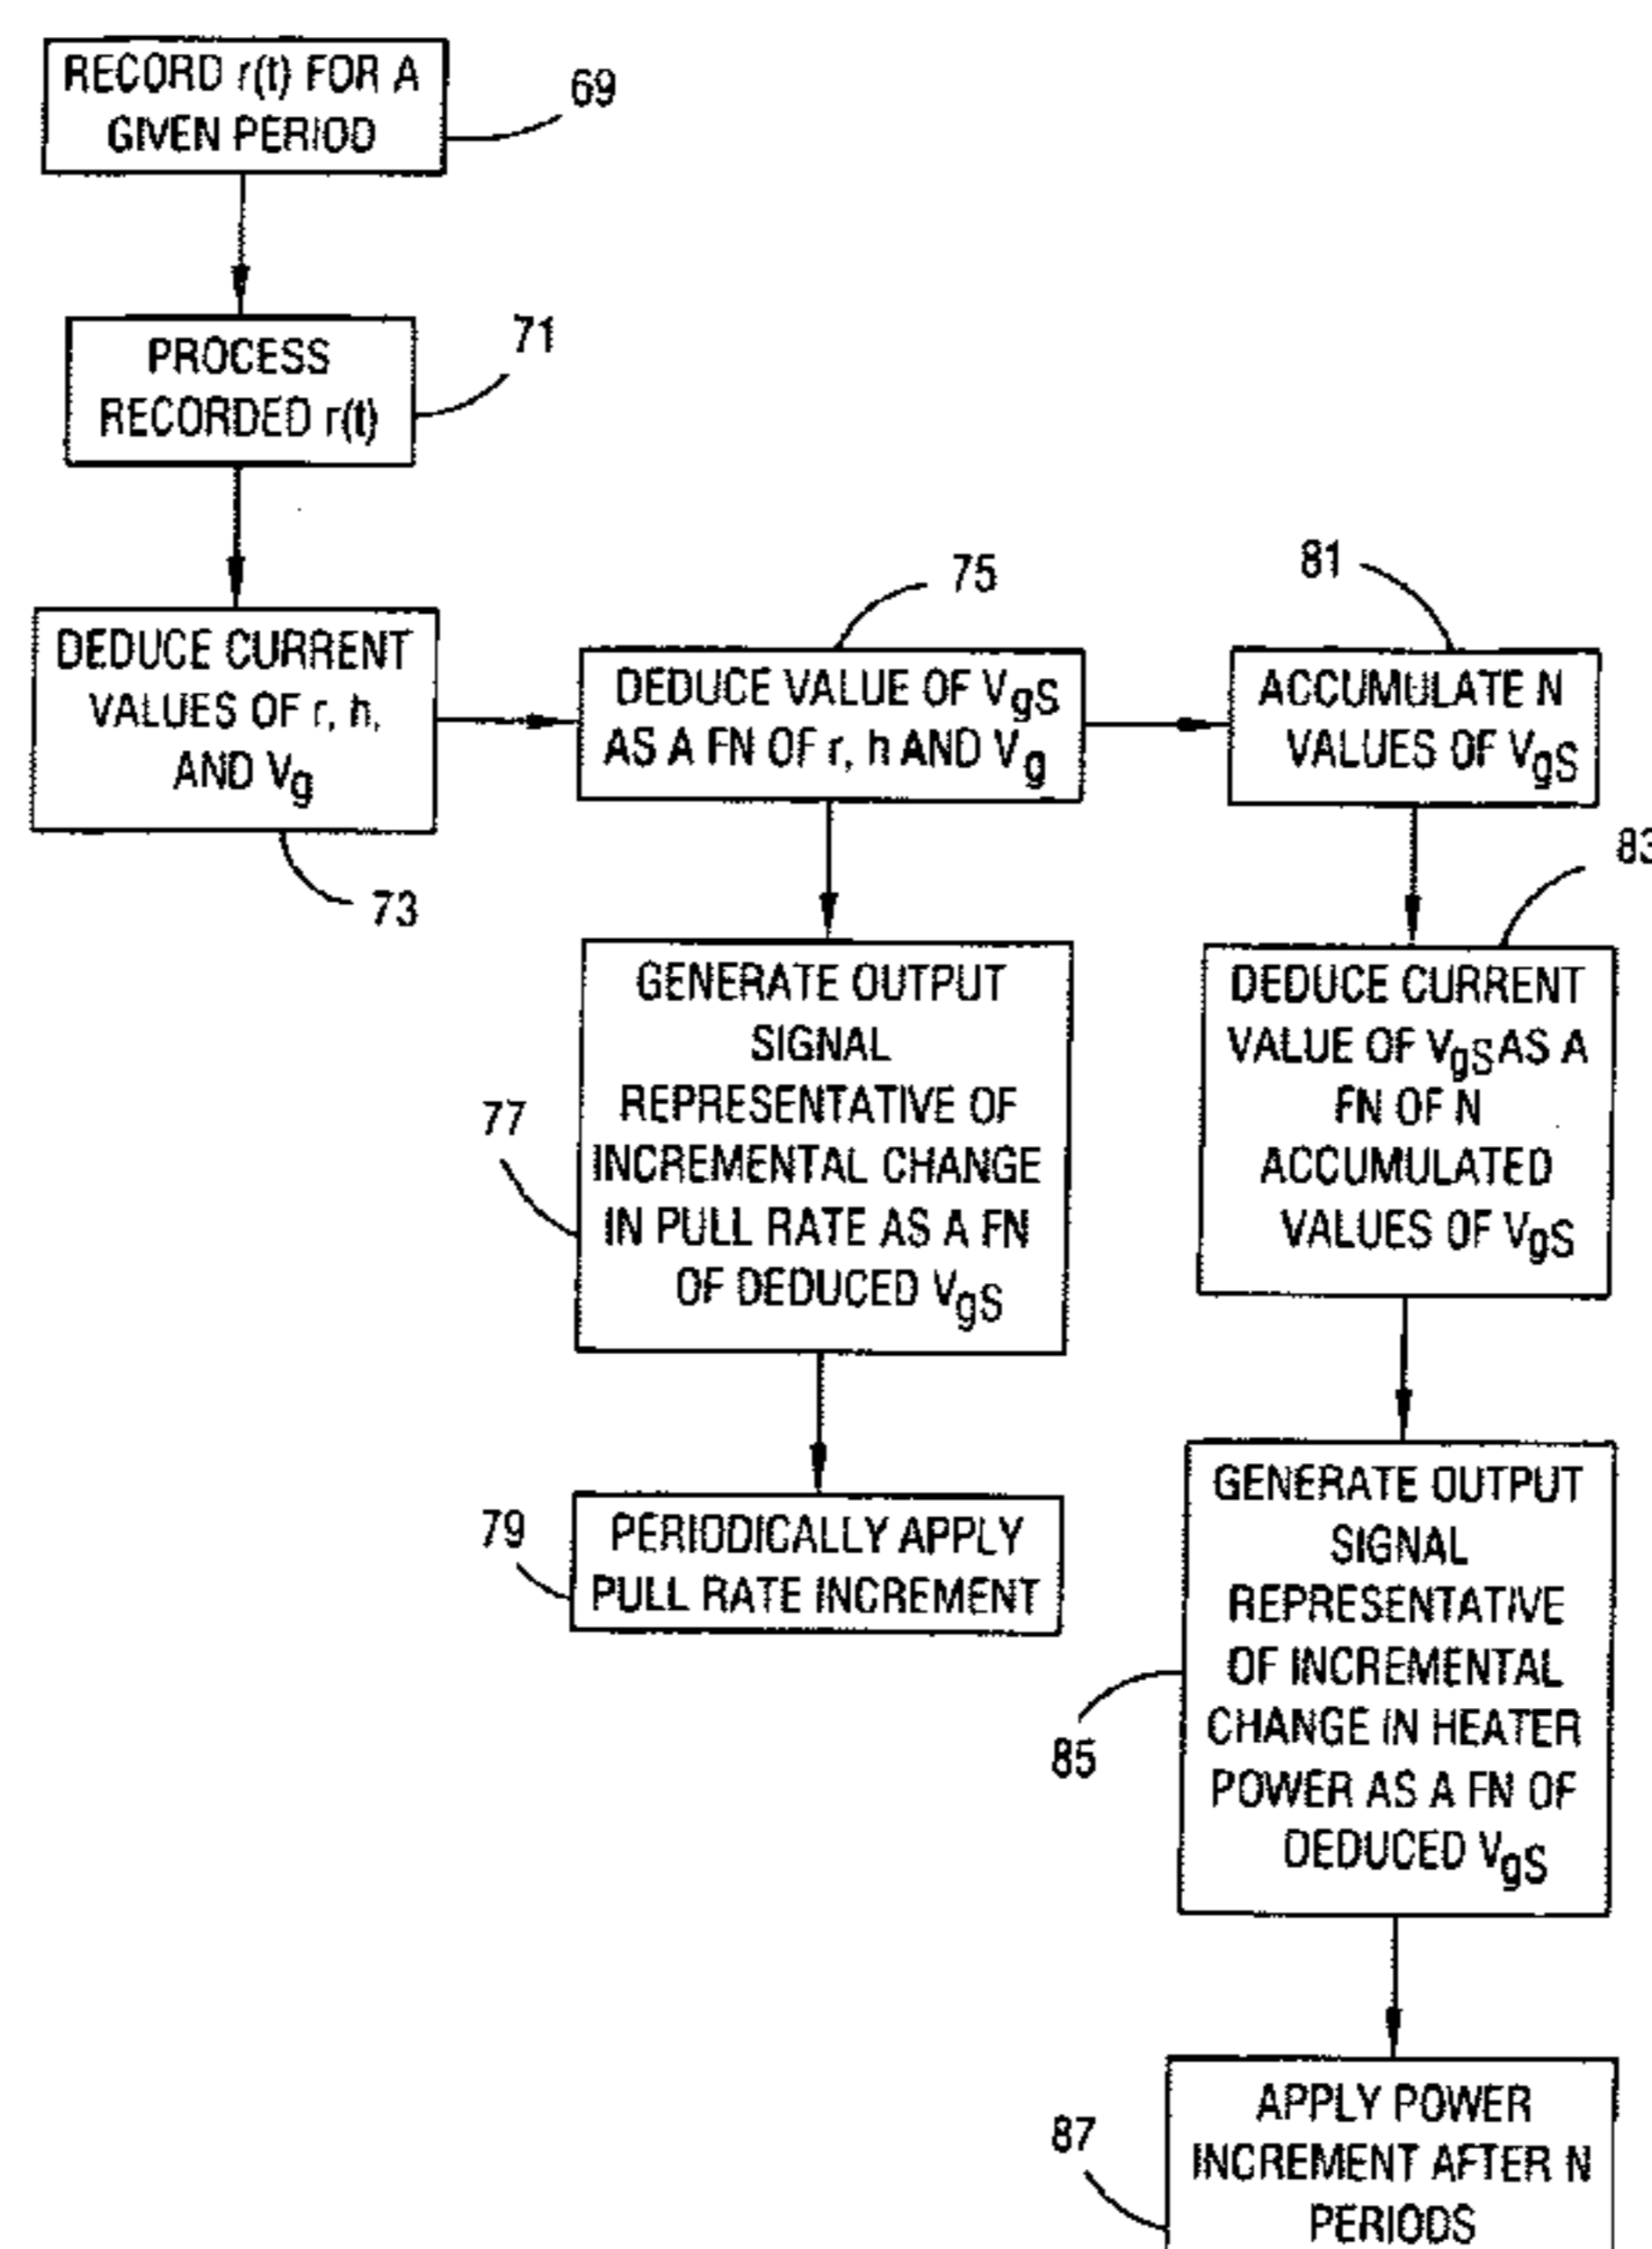 RECORD r(t) FOR A
GIVEN PERIOD
69
PROCESS
RECORDED r(t)
71
DEDUCE CURRENT
VALUES OF r, h,
AND Vg
73
75
DEDUCE VALUE OF VgS
AS A FN OF r, h AND Vg
81
ACCUMULATE N
VALUES OF VgS
77
GENERATE OUTPUT
SIGNAL
REPRESENTATIVE OF
INCREMENTAL CHANGE
IN PULL RATE AS A FN
OF DEDUCED VgS
79
PERIODICALLY APPLY
PULL RATE INCREMENT
83
DEDUCE CURRENT
VALUE OF VgS AS A
FN OF N
ACCUMULATED
VALUES OF VgS
85
GENERATE OUTPUT
SIGNAL
REPRESENTATIVE
OF INCREMENTAL
CHANGE IN HEATER
POWER AS A FN OF
DEDUCED VgS
87
APPLY POWER
INCREMENT AFTER N
PERIODS